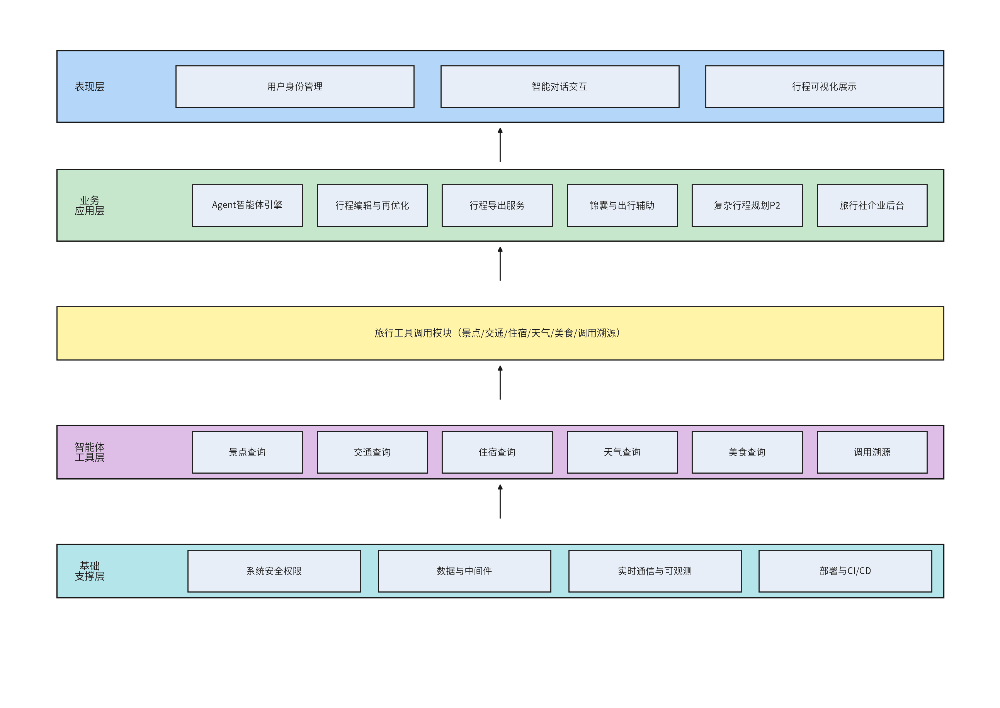 表现层
用户身份管理
智能对话交互
行程可视化展示
业务
应用层
Agent智能体引擎
行程编辑与再优化
行程导出服务
锦囊与出行辅助
复杂行程规划P2
旅行社企业后台
旅行工具调用模块（景点/交通/住宿/天气/美食/调用溯源）
智能体
工具层
景点查询
交通查询
住宿查询
天气查询
美食查询
调用溯源
基础
支撑层
系统安全权限
数据与中间件
实时通信与可观测
部署与CI/CD